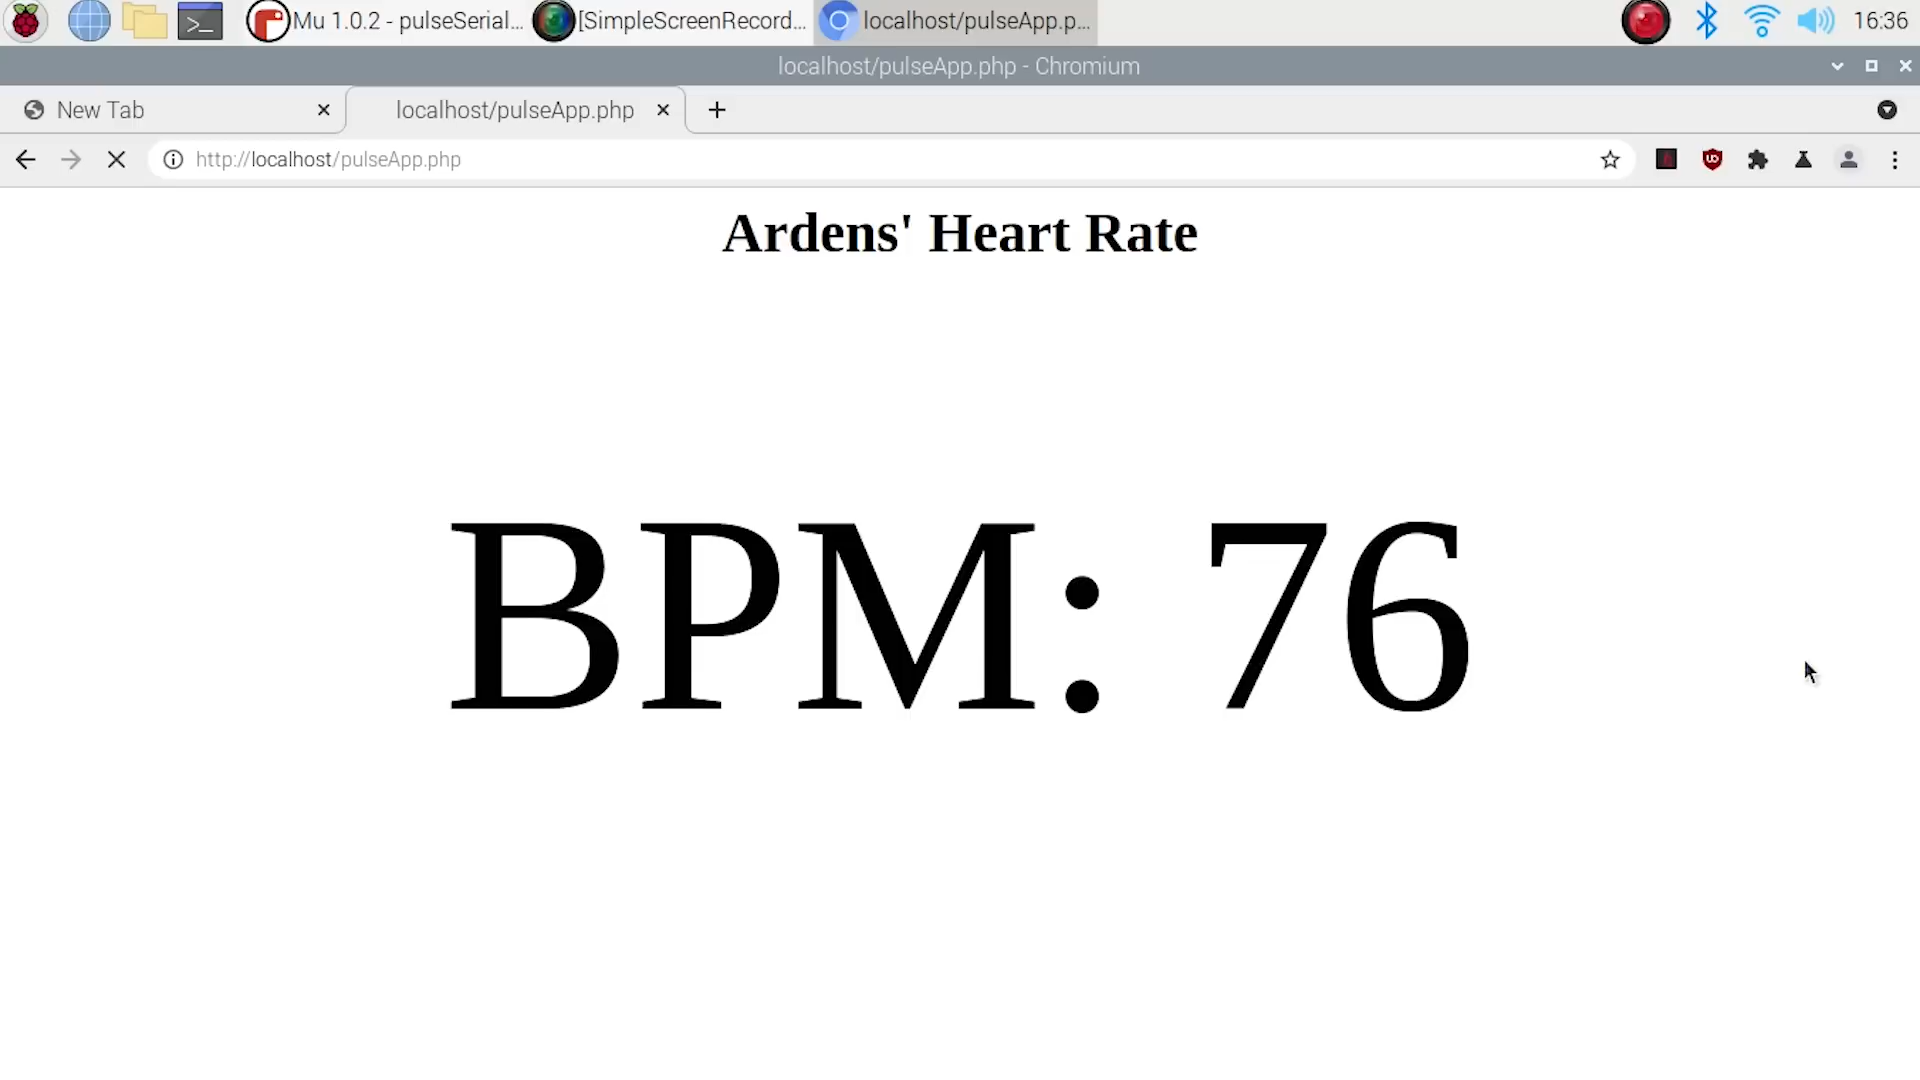 Mu 1.0.2 - pulseSerial... [SimpleScreenRecord... localhost/pulseApp.p... 16:36
localhost/pulseApp.php - Chromium
New Tab localhost/pulseApp.php
http://localhost/pulseApp.php
Ardens' Heart Rate
BPM: 76